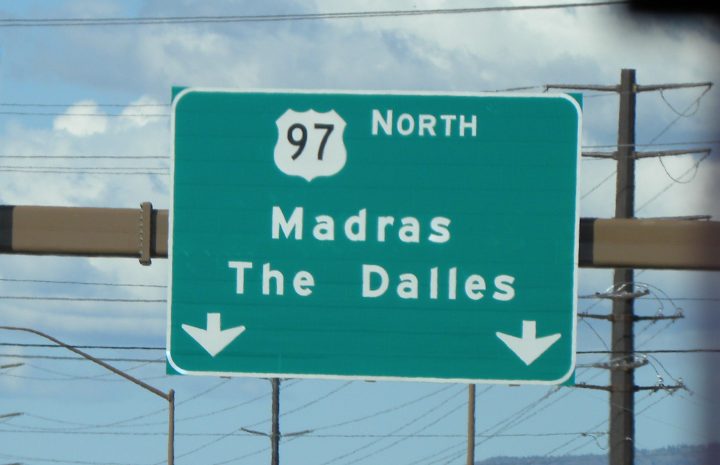 97 NORTH
Madras
The Dalles